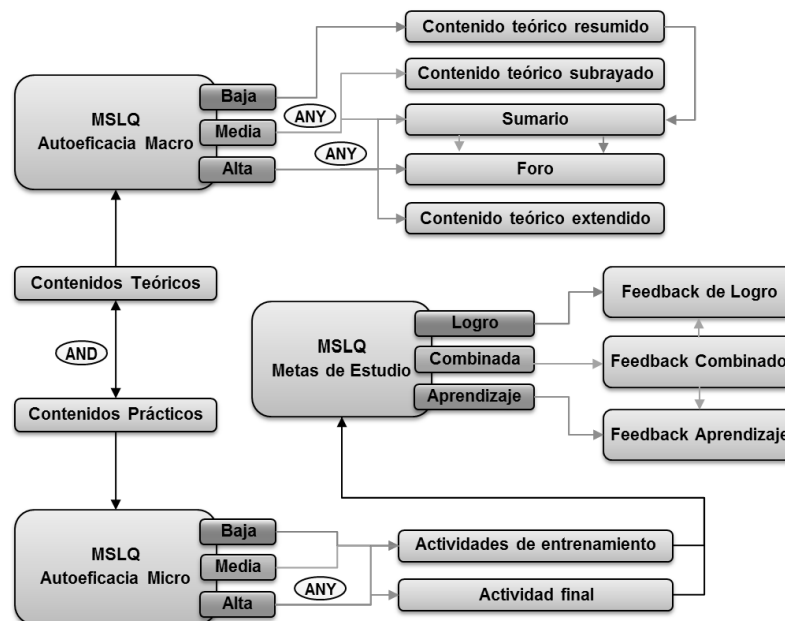 Contenido teórico resumido
MSLQ
Autoeficacia Macro
Baja
Media
Alta
ANY
ANY
Contenido teórico subrayado
Sumario
Foro
Contenido teórico extendido
Contenidos Teóricos
AND
Contenidos Prácticos
MSLQ
Metas de Estudio
Logro
Combinada
Aprendizaje
Feedback de Logro
Feedback Combinado
Feedback Aprendizaje
MSLQ
Autoeficacia Micro
Baja
Media
Alta
ANY
Actividades de entrenamiento
Actividad final